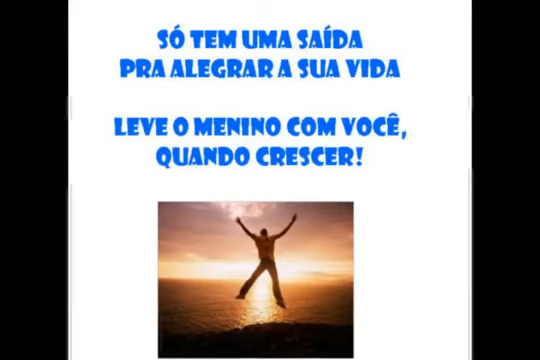 SÓ TEM UMA SAÍDA
PRA ALEGRAR A SUA VIDA
LEVE O MENINO COM VOCÊ,
QUANDO CRESCER!